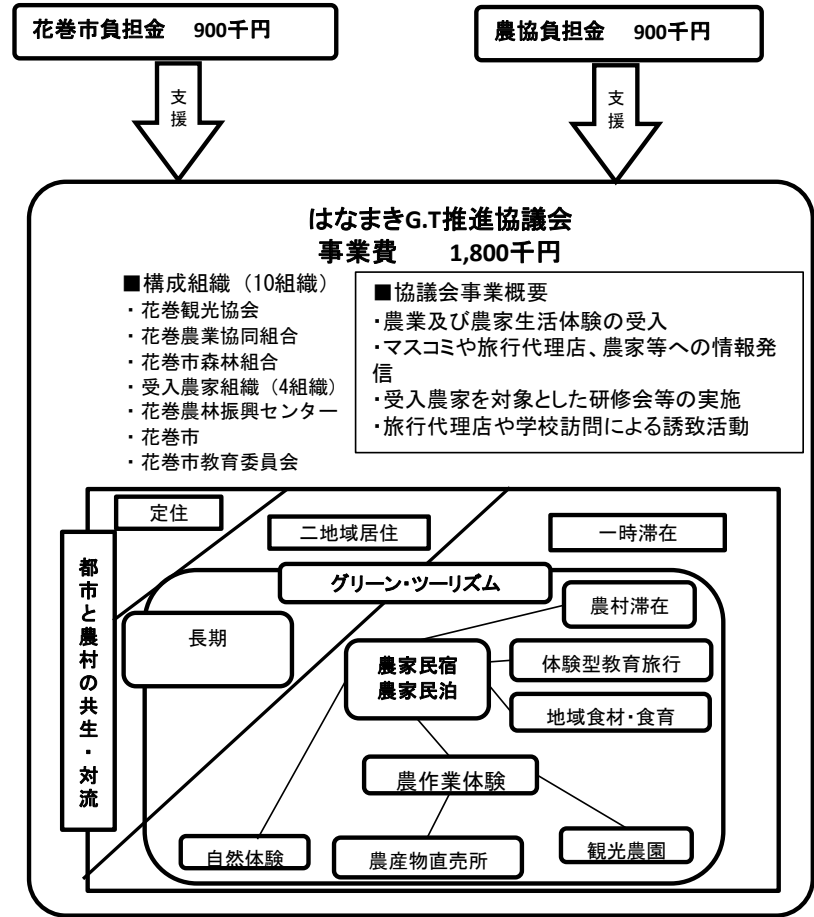 花巻市負担金　900千円
農協負担金　900千円
支援
支援
はなまきG.T推進協議会
事業費　1,800千円
■構成組織（10組織）
・花巻観光協会
・花巻農業協同組合
・花巻市森林組合
・受入農家組織（4組織）
・花巻農林振興センター
・花巻市
・花巻市教育委員会
■協議会事業概要
・農業及び農家生活体験の受入
・マスコミや旅行代理店、農家等への情報発
信
・受入農家を対象とした研修会等の実施
・旅行代理店や学校訪問による誘致活動
都市と農村の共生・対流
定住
二地域居住
一時滞在
グリーン・ツーリズム
農村滞在
長期
農家民宿
農家民泊
体験型教育旅行
地域食材・食育
農作業体験
自然体験
農産物直売所
観光農園